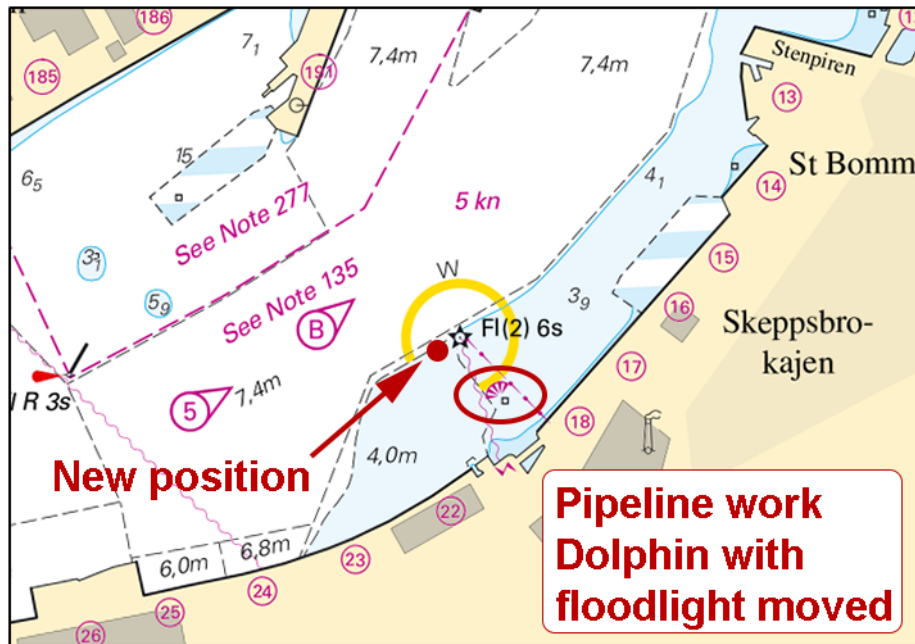 186
185
7₁
191
7,4m
7,4m
Stenpiren
13
15
6₅
4₁
St Bomm
14
See Note 277
5 kn
15
5₉
See Note 135
W
3₉
16
B
Fl(2) 6s
Skeppsbro-
kajen
17
R 3s
5
7,4m
18
New position
4,0m
22
Pipeline work
Dolphin with
floodlight moved
6,0m
6,8m
23
24
25
26